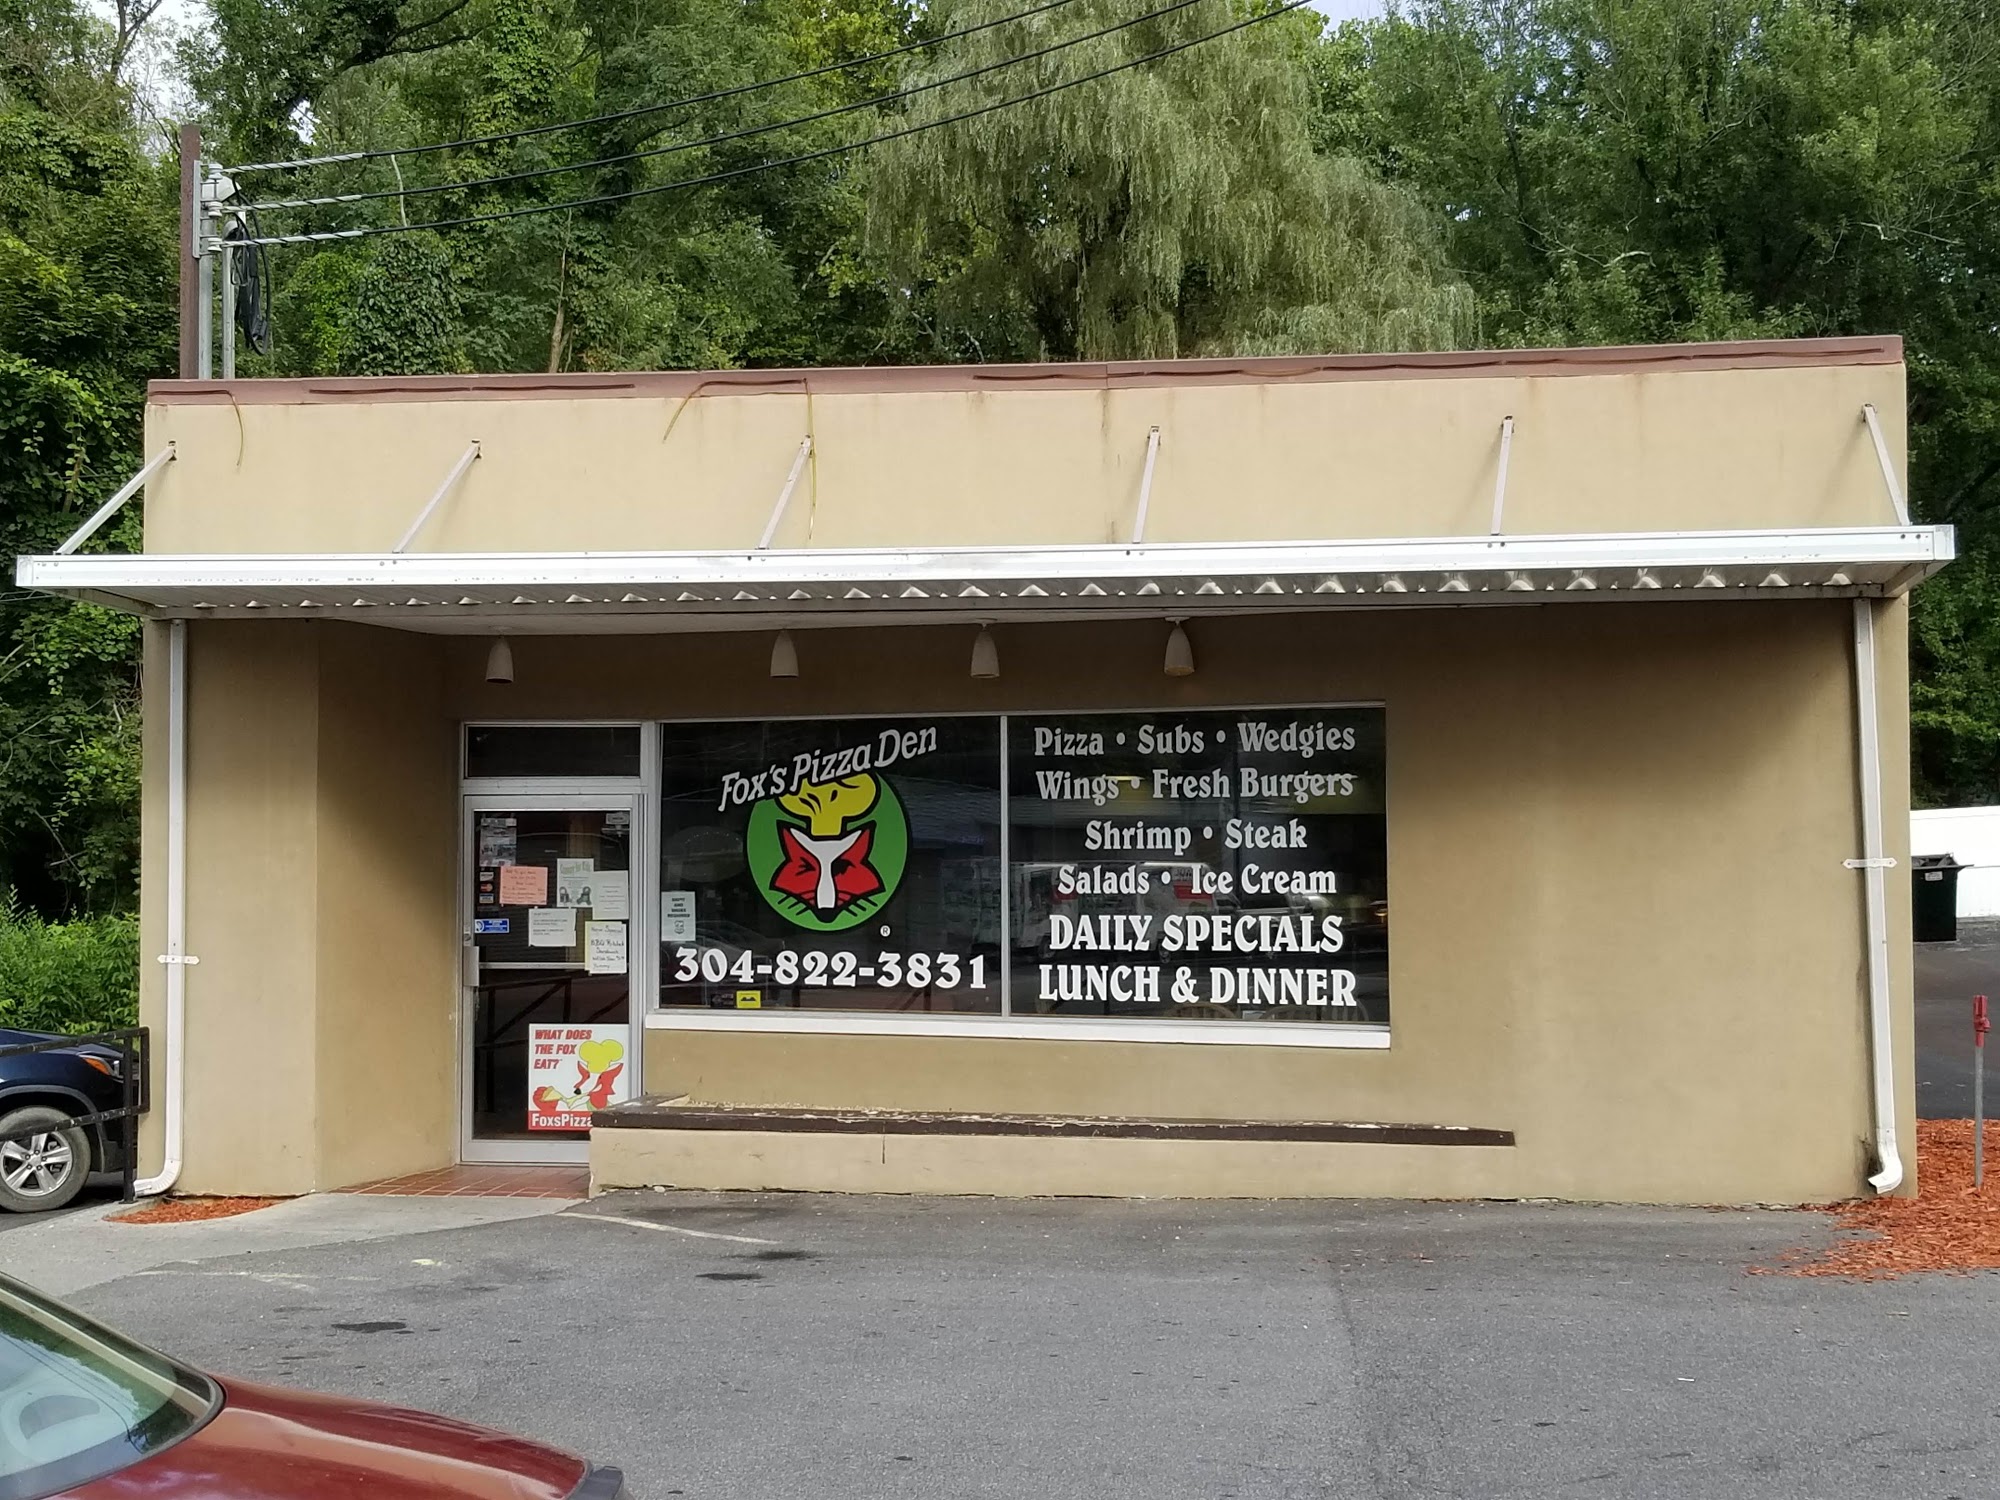 Fox's Pizza Den
®
304-822-3831
Pizza • Subs • Wedgies
Wings • Fresh Burgers
Shrimp • Steak
Salads • Ice Cream
DAILY SPECIALS
LUNCH & DINNER
WHAT DOES
THE FOX
EAT?
FoxsPizza